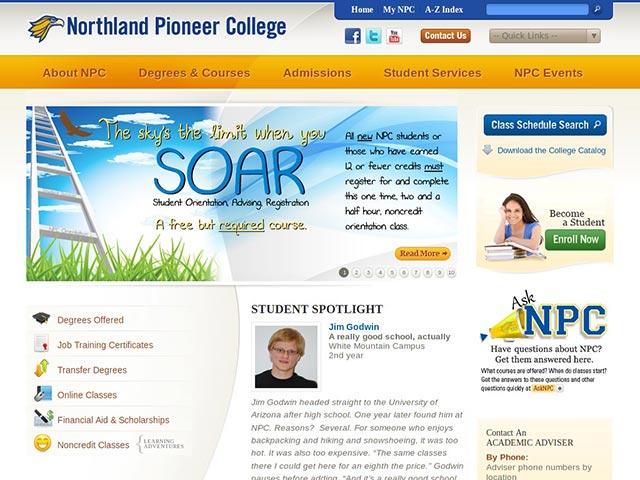 Home My NPC A-Z Index
Northland Pioneer College
Contact Us
-- Quick Links --
About NPC Degrees & Courses Admissions Student Services NPC Events
The sky's the limit when you
SOAR
Student Orientation, Advising, Registration
A free but required course.
All new NPC students or
those who have earned
12 or fewer credits must
register for and complete
this one time, two and a
half hour, noncredit
orientation class.
Read More
1 2 3 4 5 6 7 8 9 10
Class Schedule Search
Download the College Catalog
Become
a Student
Enroll Now
Ask
NPC
Have questions about NPC?
Get them answered here.
What courses are offered? When do classes start?
Get the answers to these questions and other
questions quickly at AskNPC
Degrees Offered
Job Training Certificates
Transfer Degrees
Online Classes
Financial Aid & Scholarships
Noncredit Classes { LEARNING
ADVENTURES
STUDENT SPOTLIGHT
Jim Godwin
A really good school, actually
White Mountain Campus
2nd year
Jim Godwin headed straight to the University of
Arizona after high school. One year later found him at
NPC. Reasons? Several. For someone who enjoys
backpacking and hiking and snowshoeing, it was too
hot. It was also too expensive. “The same classes
there I could get here for an eighth the price.” Godwin
pauses before adding, “And it's a really good school,
Contact An
ACADEMIC ADVISER
By Phone:
Adviser phone numbers by
location